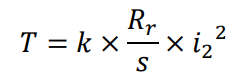 T = k × R_r / s × i_2^2